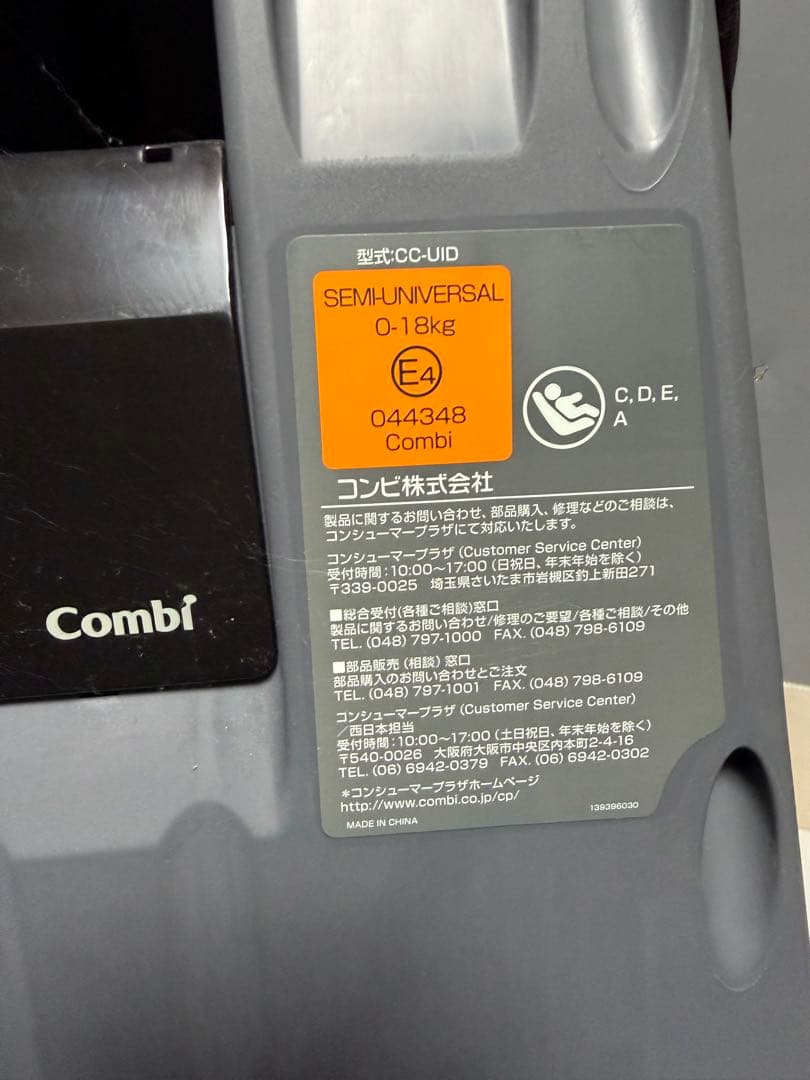 型式:CC-UID
SEMI-UNIVERSAL
0-18kg
E4
044348
Combi
C, D, E,
A
コンビ株式会社
製品に関するお問い合わせ、部品購入、修理などのご相談は、
コンシューマープラザにて対応いたします。
コンシューマープラザ (Customer Service Center)
受付時間：10:00～17:00 (日祝日、年末年始を除く)
〒339-0025 埼玉県さいたま市岩槻区釣上新田271
■総合受付(各種ご相談)窓口
製品に関するお問い合わせ/修理のご要望/各種ご相談/その他
TEL. (048) 797-1000 FAX. (048) 798-6109
■部品販売 (相談) 窓口
部品購入のお問い合わせとご注文
TEL. (048) 797-1001 FAX. (048) 798-6109
コンシューマープラザ (Customer Service Center)
/西日本担当
受付時間：10:00～17:00 (土日祝日、年末年始を除く)
〒540-0026 大阪府大阪市中央区内本町2-4-16
TEL. (06) 6942-0379 FAX. (06) 6942-0302
＊コンシューマープラザホームページ
http://www.combi.co.jp/cp/
139396030
MADE IN CHINA
Combi